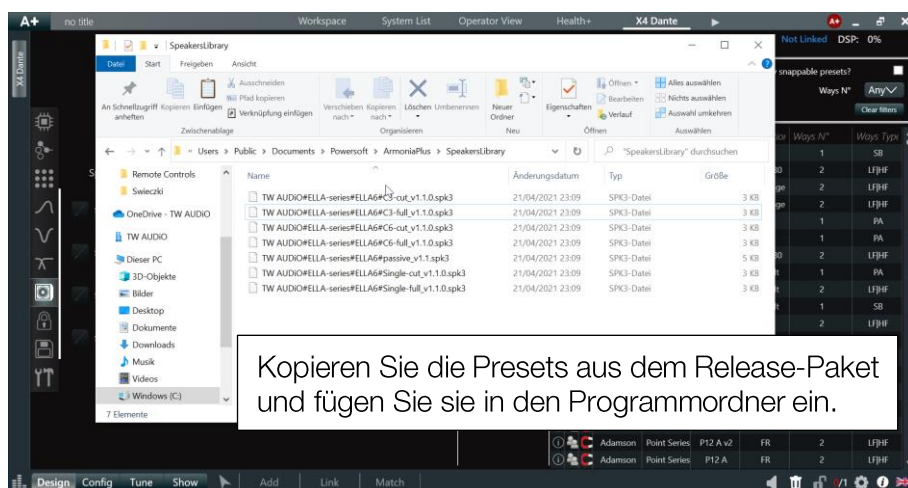 A+ no title Workspace System List Operator View Health+ X4 Dante
Not Linked DSP: 0%
X4 Dante
SpeakersLibrary
Datei Start Freigeben Ansicht
An Schnellzugriff anheften
Kopieren
Einfügen
Ausschneiden
Pfad kopieren
Verknüpfung einfügen
Zwischenablage
Verschieben nach
Kopieren nach
Löschen
Umbenennen
Organisieren
Neuer Ordner
Neu
Eigenschaften
Öffnen
Bearbeiten
Verlauf
Öffnen
Alles auswählen
Nichts auswählen
Auswahl umkehren
Auswählen
« Users > Public > Documents > Powersoft > ArmoniaPlus > SpeakersLibrary
"SpeakersLibrary" durchsuchen
Remote Controls
Swieczki
OneDrive - TW AUDiO
TW AUDiO
Dieser PC
3D-Objekte
Bilder
Desktop
Dokumente
Downloads
Musik
Videos
Windows (C:)
7 Elemente
Name Änderungsdatum Typ Größe
TW AUDiO#ELLA-series#ELLA6#C3-cut_v1.1.0.spk3 21/04/2021 23:09 SPK3-Datei 3 KB
TW AUDiO#ELLA-series#ELLA6#C3-full_v1.1.0.spk3 21/04/2021 23:09 SPK3-Datei 3 KB
TW AUDiO#ELLA-series#ELLA6#C6-cut_v1.1.0.spk3 21/04/2021 23:09 SPK3-Datei 3 KB
TW AUDiO#ELLA-series#ELLA6#C6-full_v1.1.0.spk3 21/04/2021 23:09 SPK3-Datei 3 KB
TW AUDiO#ELLA-series#ELLA6#passive_v1.1.spk3 21/04/2021 23:09 SPK3-Datei 5 KB
TW AUDiO#ELLA-series#ELLA6#Single-cut_v1.1.0.spk3 21/04/2021 23:09 SPK3-Datei 3 KB
TW AUDiO#ELLA-series#ELLA6#Single-full_v1.1.0.spk3 21/04/2021 23:09 SPK3-Datei 3 KB
snappable presets?
Ways N° Any
Clear filters
Ways N° Ways Type
1 SB
2 LF|HF
2 LF|HF
2 LF|HF
1 PA
1 PA
2 LF|HF
1 PA
2 LF|HF
1 SB
2 LF|HF
Kopieren Sie die Presets aus dem Release-Paket
und fügen Sie sie in den Programmordner ein.
Adamson Point Series P12 A v2 FR 2 LF|HF
Adamson Point Series P12 A FR 2 LF|HF
Design Config Tune Show Add Link Match
0/1